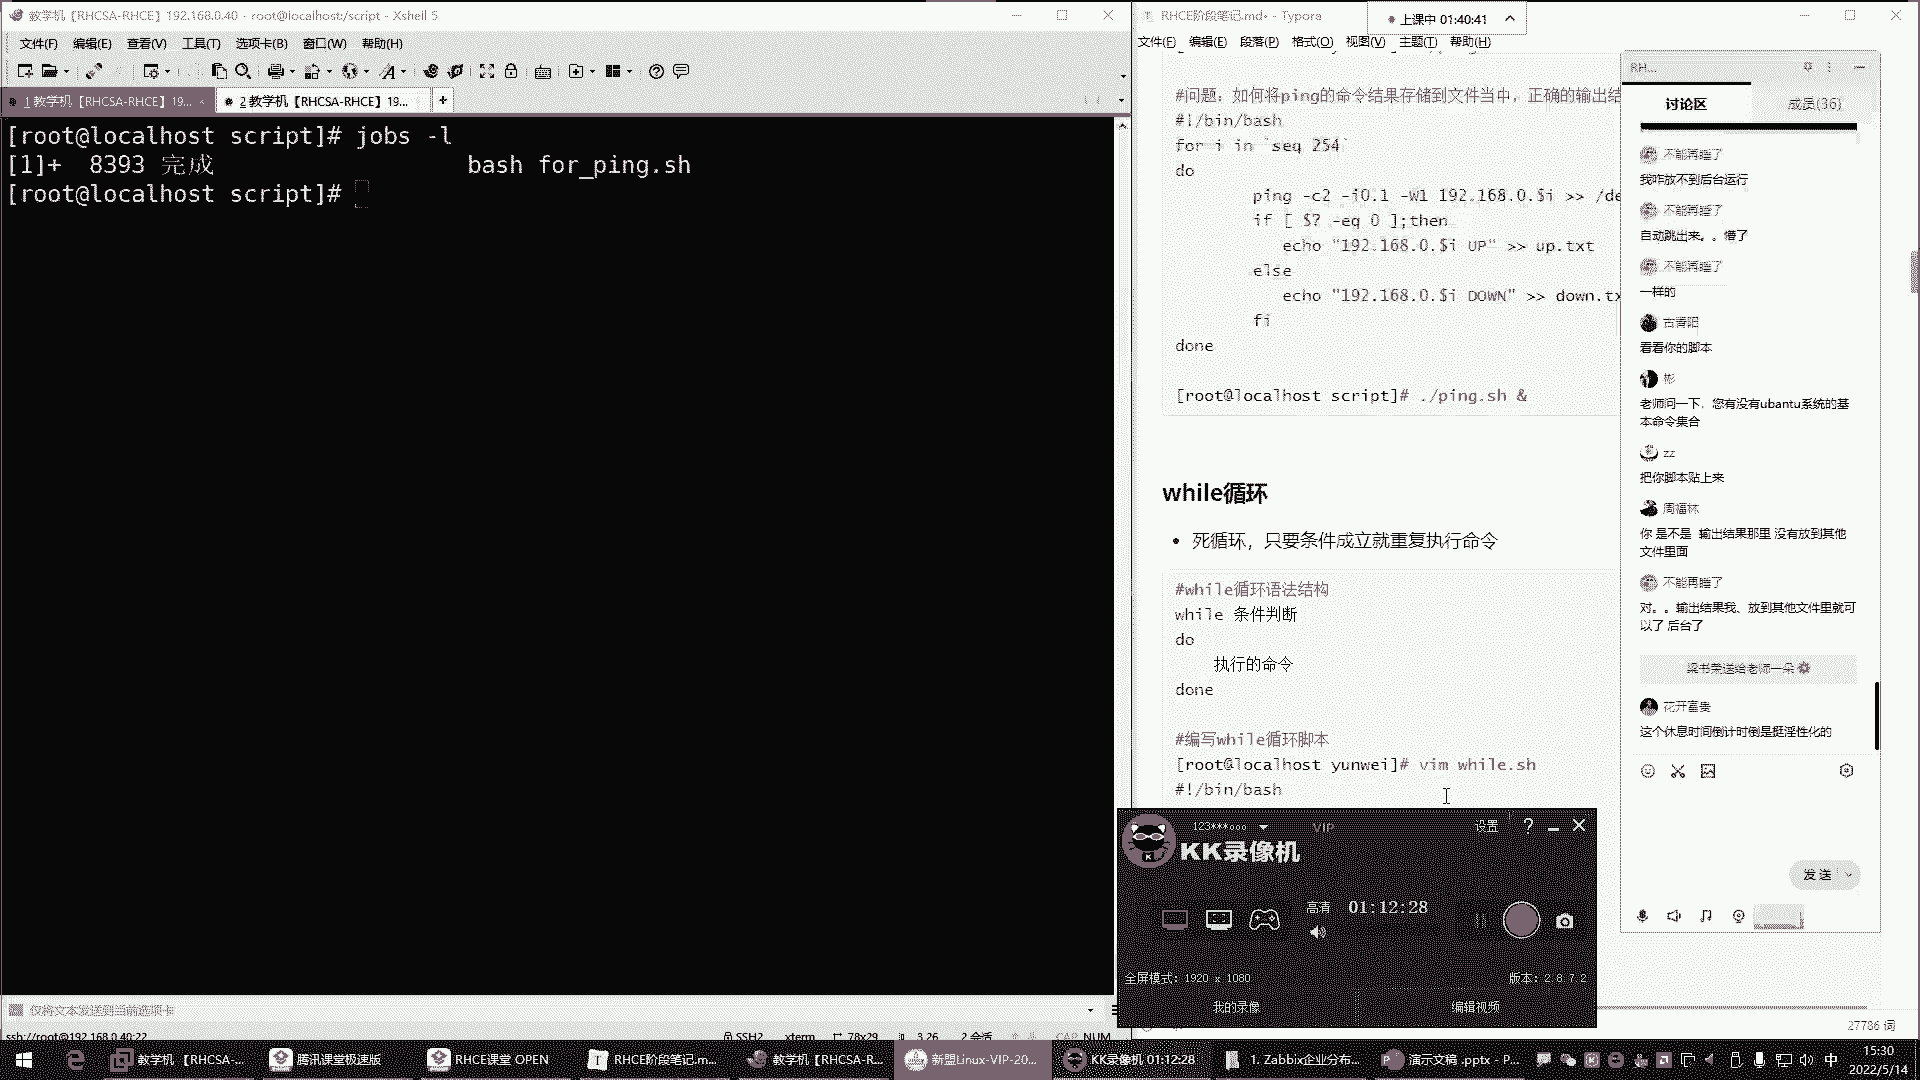 教学机【RHCSA-RHCE】192.168.0.40 - root@localhost:/script - Xshell 5
文件(F) 编辑(E) 查看(V) 工具(T) 选项卡(B) 窗口(W) 帮助(H)
1 教学机【RHCSA-RHCE】19...
2 教学机【RHCSA-RHCE】19...
[root@localhost script]# jobs -l
[1]+  8393 完成                  bash for_ping.sh
[root@localhost script]#
仅将文本发送到当前选项卡
ssh://root@192.168.0.40:22
SSH2 xterm 78x29 3,26 2 会话 CAP NUM
RHCE阶段笔记.md• - Typora
上课中 01:40:41
文件(F) 编辑(E) 段落(P) 格式(O) 视图(V) 主题(T) 帮助(H)
#问题：如何将ping的命令结果存储到文件当中，正确的输出结
#!/bin/bash
for i in `seq 254`
do
ping -c2 -i0.1 -W1 192.168.0.$i >> /de
if [ $? -eq 0 ];then
echo "192.168.0.$i UP" >> up.txt
else
echo "192.168.0.$i DOWN" >> down.tx
fi
done
[root@localhost script]# ./ping.sh &
while循环
死循环，只要条件成立就重复执行命令
#while循环语法结构
while 条件判断
do
执行的命令
done
#编写while循环脚本
[root@localhost yunwei]# vim while.sh
#!/bin/bash
27786 词
RH...
讨论区
成员(36)
不能再睡了
我咋放不到后台运行
不能再睡了
自动跳出来。。懵了
不能再睡了
一样的
古青阳
看看你的脚本
彬
老师问一下，您有没有ubantu系统的基
本命令集合
zz
把你脚本贴上来
周福林
你 是不是 输出结果那里 没有放到其他
文件里面
不能再睡了
对。。输出结果我、放到其他文件里就可
以了 后台了
梁书荣送给老师一朵
花开富贵
这个休息时间倒计时倒是挺淫性化的
发送
123***ooo
VIP
设置
KK录像机
高清 01:12:28
全屏模式：1920 x 1080
版本：2.8.7.2
我的录像
编辑视频
教学机【RHCSA-...
腾讯课堂极速版
RHCE课堂 OPEN
RHCE阶段笔记.m...
教学机【RHCSA-R...
新盟Linux-VIP-20...
KK录像机 01:12:28
1. Zabbix企业分布...
演示文稿 .pptx - P...
中
15:30
2022/5/14